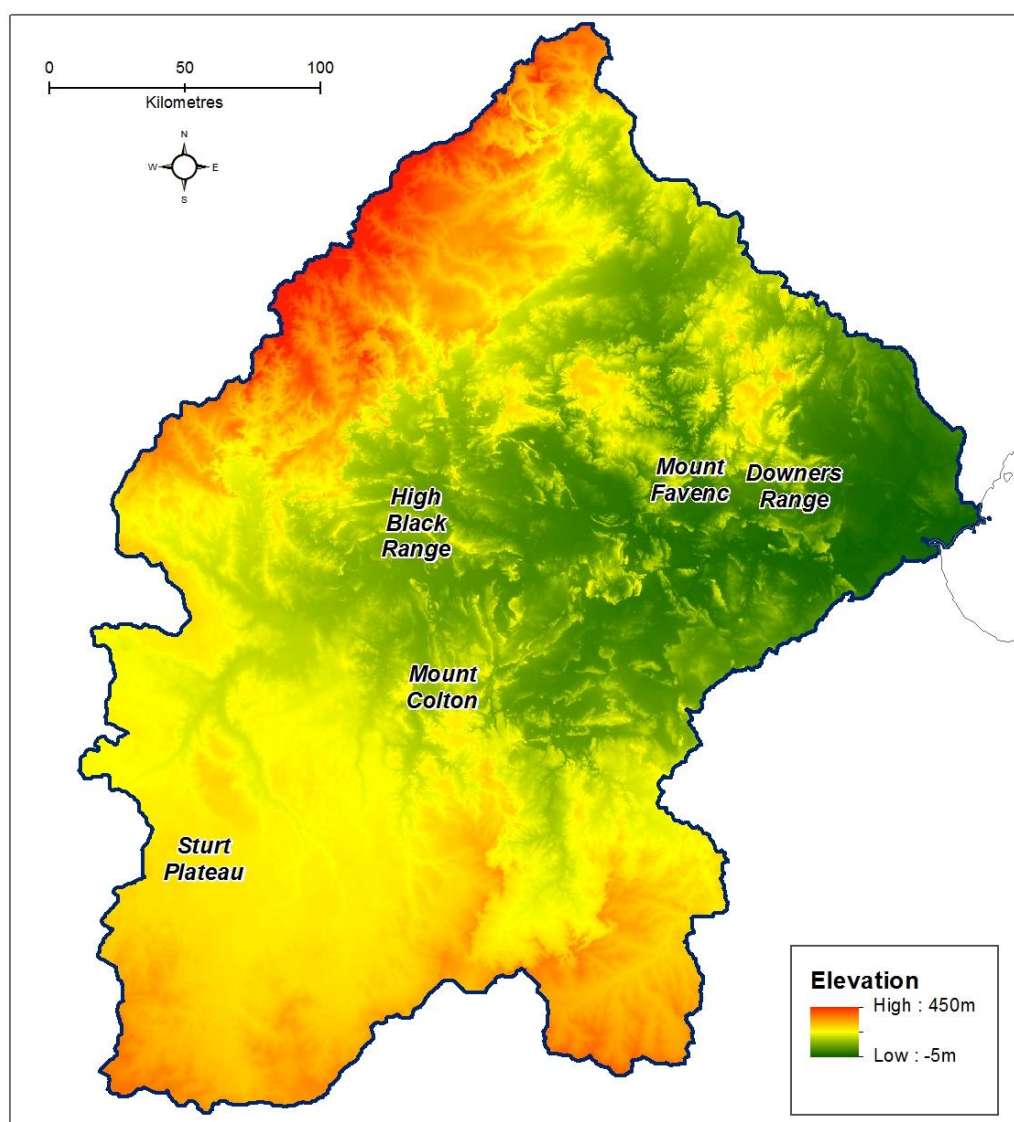 0 50 100
Kilometres
N
W E
S
Mount
Favenc
Downers
Range
High
Black
Range
Mount
Colton
Sturt
Plateau
Elevation
High : 450m
Low : -5m